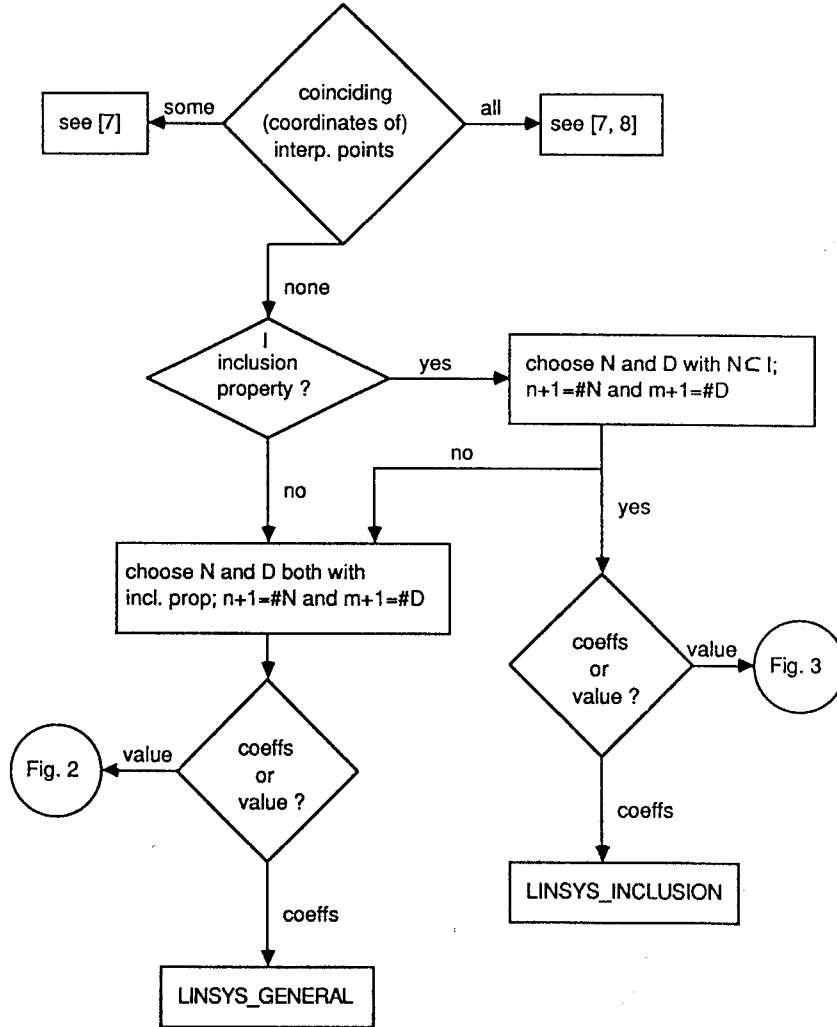 coinciding
(coordinates of)
interp. points
some
all
see [7]
see [7, 8]
none
I
inclusion
property ?
yes
choose N and D with N⊂ I;
n+1=#N and m+1=#D
no
no
yes
choose N and D both with
incl. prop; n+1=#N and m+1=#D
coeffs
or
value ?
value
Fig. 3
coeffs
or
value ?
value
Fig. 2
coeffs
LINSYS_INCLUSION
coeffs
LINSYS_GENERAL